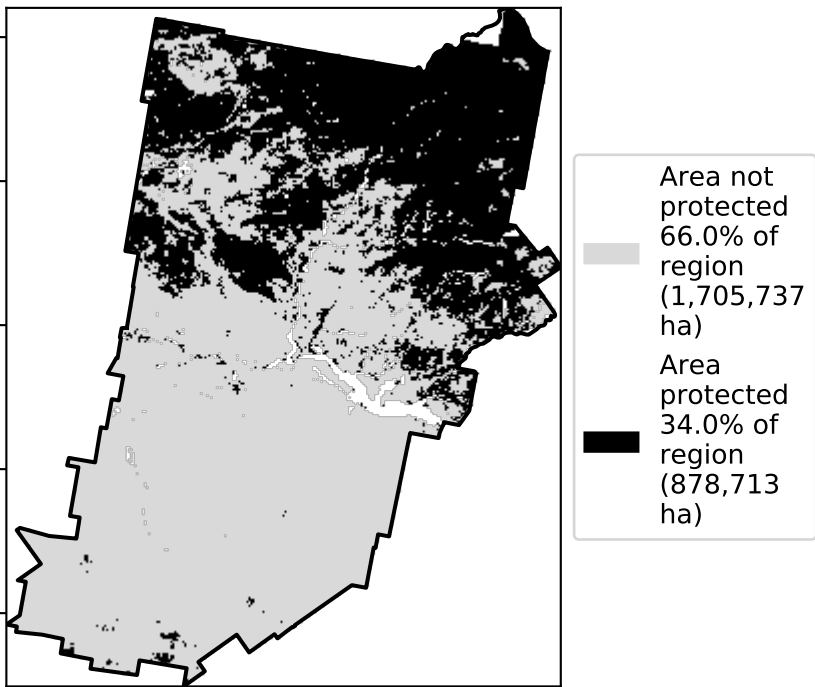 Area not
protected
66.0% of
region
(1,705,737
ha)
Area
protected
34.0% of
region
(878,713
ha)